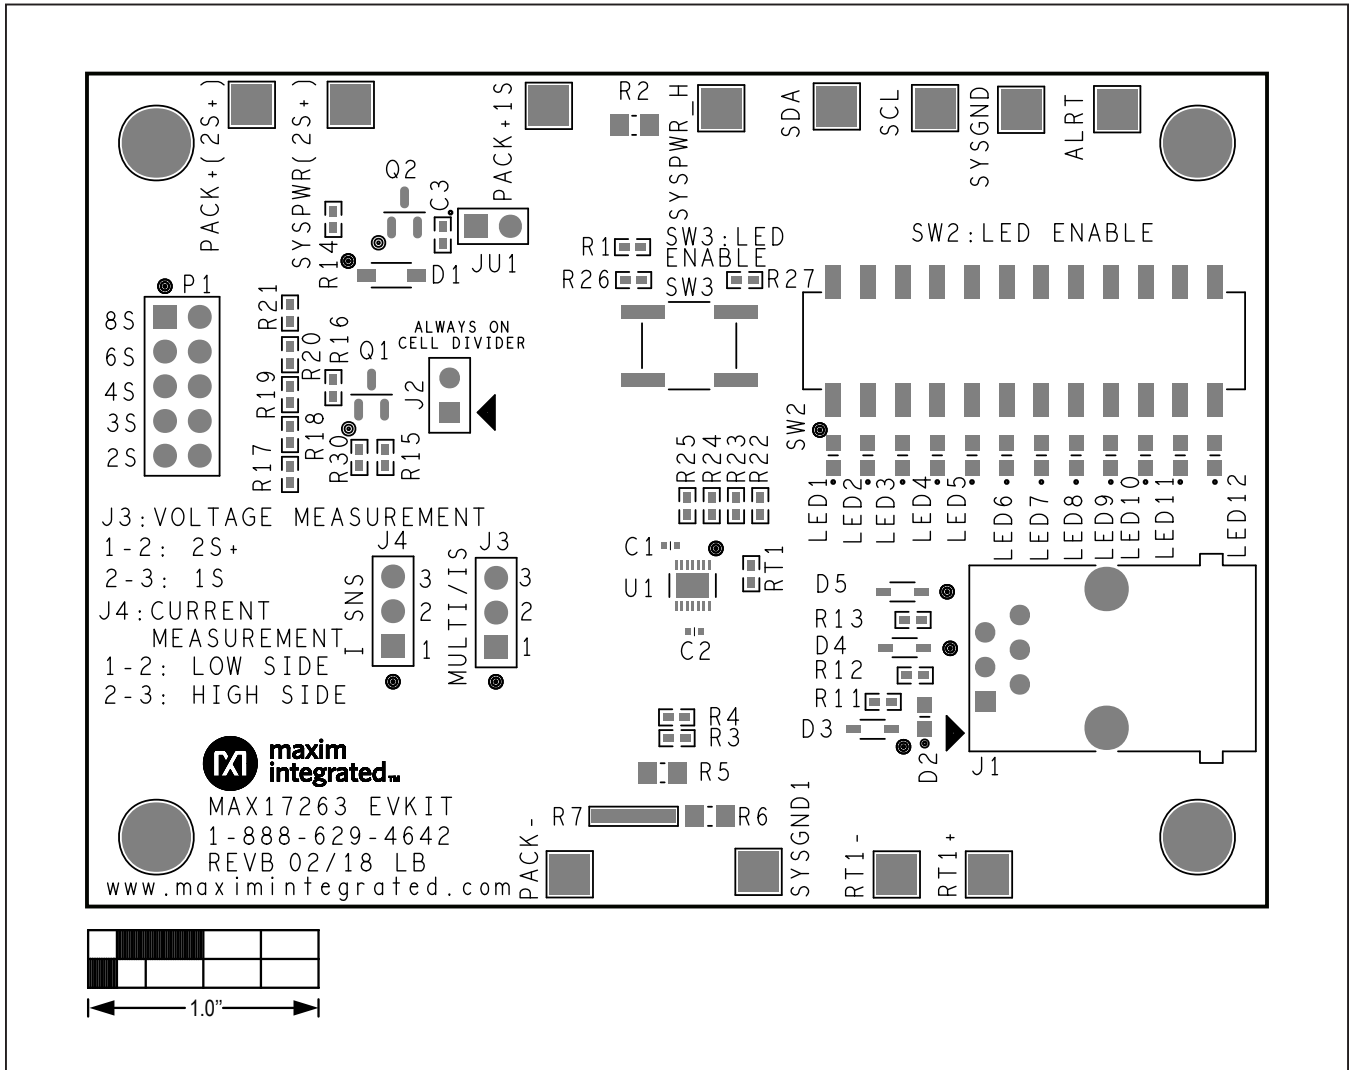 PACK+(2S+)
SYSPWR(2S+)
PACK+1S
R2
SYSPWR_H
SDA
SCL
SYSGND
ALRT
Q2
C3
R14
D1
JU1
R1
SW3:LED
ENABLE
R26
SW3
R27
SW2:LED ENABLE
P1
8S
6S
4S
3S
2S
R21
R20
R16
R19
R18
R17
Q1
R30
R15
ALWAYS ON
CELL DIVIDER
J2
SW2
R25
R24
R23
R22
LED1
LED2
LED3
LED4
LED5
LED6
LED7
LED8
LED9
LED10
LED11
LED12
J3:VOLTAGE MEASUREMENT
1-2: 2S+
2-3: 1S
J4:CURRENT
MEASUREMENT
1-2: LOW SIDE
2-3: HIGH SIDE
J4
I SNS
3
2
1
J3
MULTI/IS
3
2
1
C1
U1
RT1
C2
D5
R13
D4
R12
R11
D3
D2
J1
R4
R3
R5
R7
R6
maxim
integrated™
MAX17263 EVKIT
1-888-629-4642
REVB 02/18 LB
www.maximintegrated.com
PACK-
SYSGND1
RT1-
RT1+
1.0”